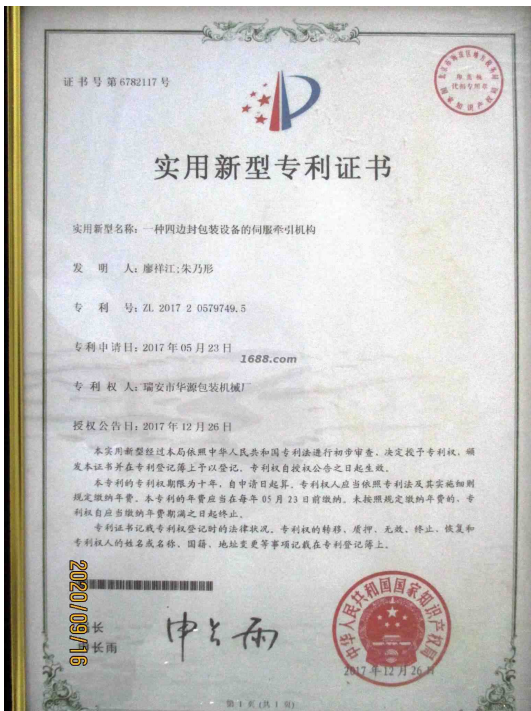 证书号第6782117号
实用新型专利证书
实用新型名称：一种四边封包装设备的伺服牵引机构
发明人：廖祥江;朱乃彤
专利号：ZL 2017 2 0579749.5
专利申请日：2017年05月23日
1688.com
专利权人：瑞安市华源包装机械厂
授权公告日：2017年12月26日
本实用新型经过本局依照中华人民共和国专利法进行初步审查，决定授予专利权，颁
发本证书并在专利登记簿上予以登记。专利权自授权公告之日起生效。
本专利的专利权期限为十年，自申请日起算。专利权人应当依照专利法及其实施细则
规定缴纳年费。本专利的年费应当在每年05月23日前缴纳。未按照规定缴纳年费的，专
利权自应当缴纳年费期满之日起终止。
专利证书记载专利权登记时的法律状况。专利权的转移、质押、无效、终止、恢复和
专利权人的姓名或名称、国籍、地址变更等事项记载在专利登记簿上。
2020/09/16
长
长雨
申长雨
中华人民共和国国家知识产权局
2017年12月26日
第1页(共1页)